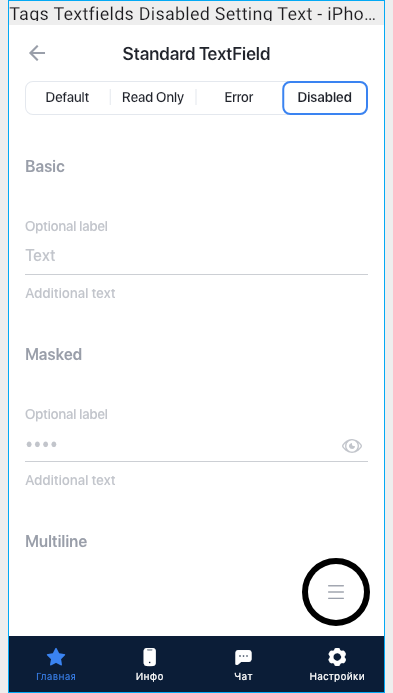 Tags Textfields Disabled Setting Text - iPho...
Standard TextField
Default Read Only Error Disabled
Basic
Optional label
Text
Additional text
Masked
Optional label
••••
Additional text
Multiline
Главная Инфо Чат Настройки